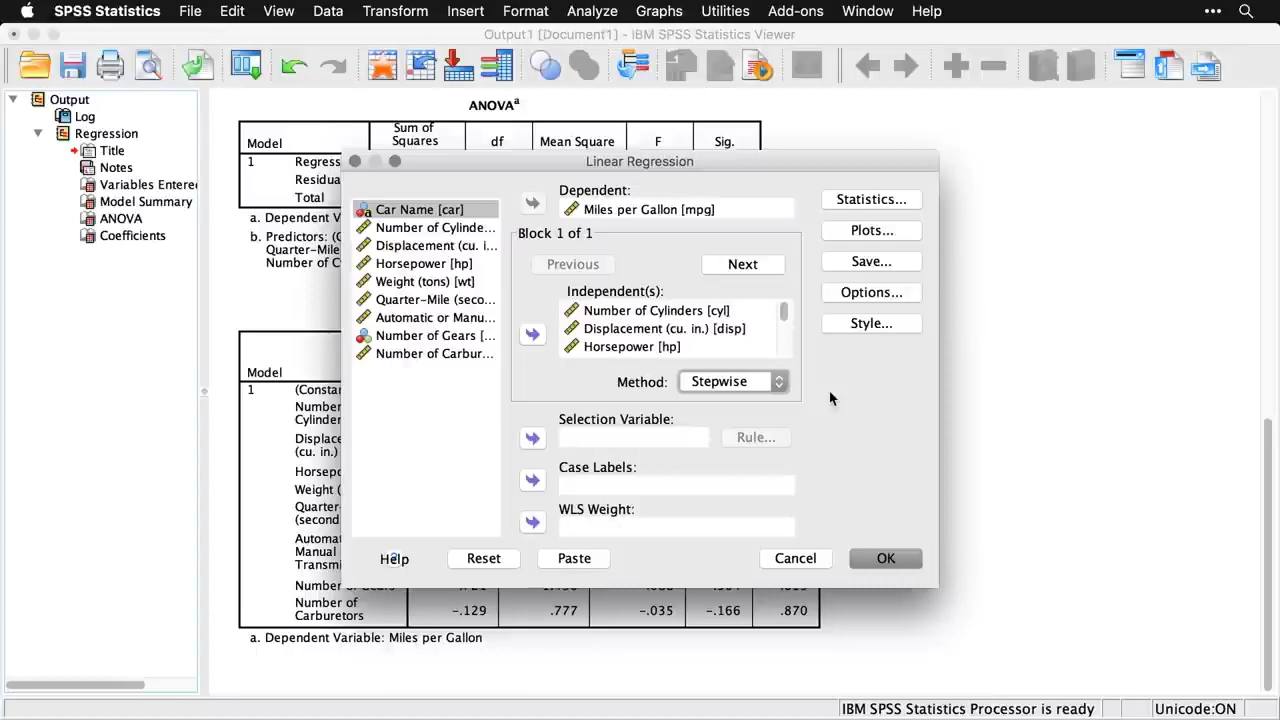 SPSS Statistics File Edit View Data Transform Insert Format Analyze Graphs Utilities Add-ons Window Help
Output1 [Document1] - IBM SPSS Statistics Viewer
Output
Log
Regression
Title
Notes
Variables Entere
Model Summary
ANOVA
Coefficients
ANOVAa
Model Sum of Squares df Mean Square F Sig.
1 Regress
Residua
Total
a. Dependent V
b. Predictors: (C
Quarter-Mile
Number of C
Model
1 (Constan
Number
Cylinder
Displace
(cu. in.)
Horsepo
Weight (
Quarter-
(second
Automat
Manual
Transmi
Number of Gears
Number of
Carburetors -.129 .777 -.035 -.166 .870
a. Dependent Variable: Miles per Gallon
Linear Regression
Car Name [car]
Number of Cylinde...
Displacement (cu. i...
Horsepower [hp]
Weight (tons) [wt]
Quarter-Mile (seco...
Automatic or Manu...
Number of Gears [...
Number of Carbur...
Dependent:
Miles per Gallon [mpg]
Block 1 of 1
Previous Next
Independent(s):
Number of Cylinders [cyl]
Displacement (cu. in.) [disp]
Horsepower [hp]
Method: Stepwise
Selection Variable:
Rule...
Case Labels:
WLS Weight:
Statistics...
Plots...
Save...
Options...
Style...
Help Reset Paste Cancel OK
IBM SPSS Statistics Processor is ready Unicode:ON